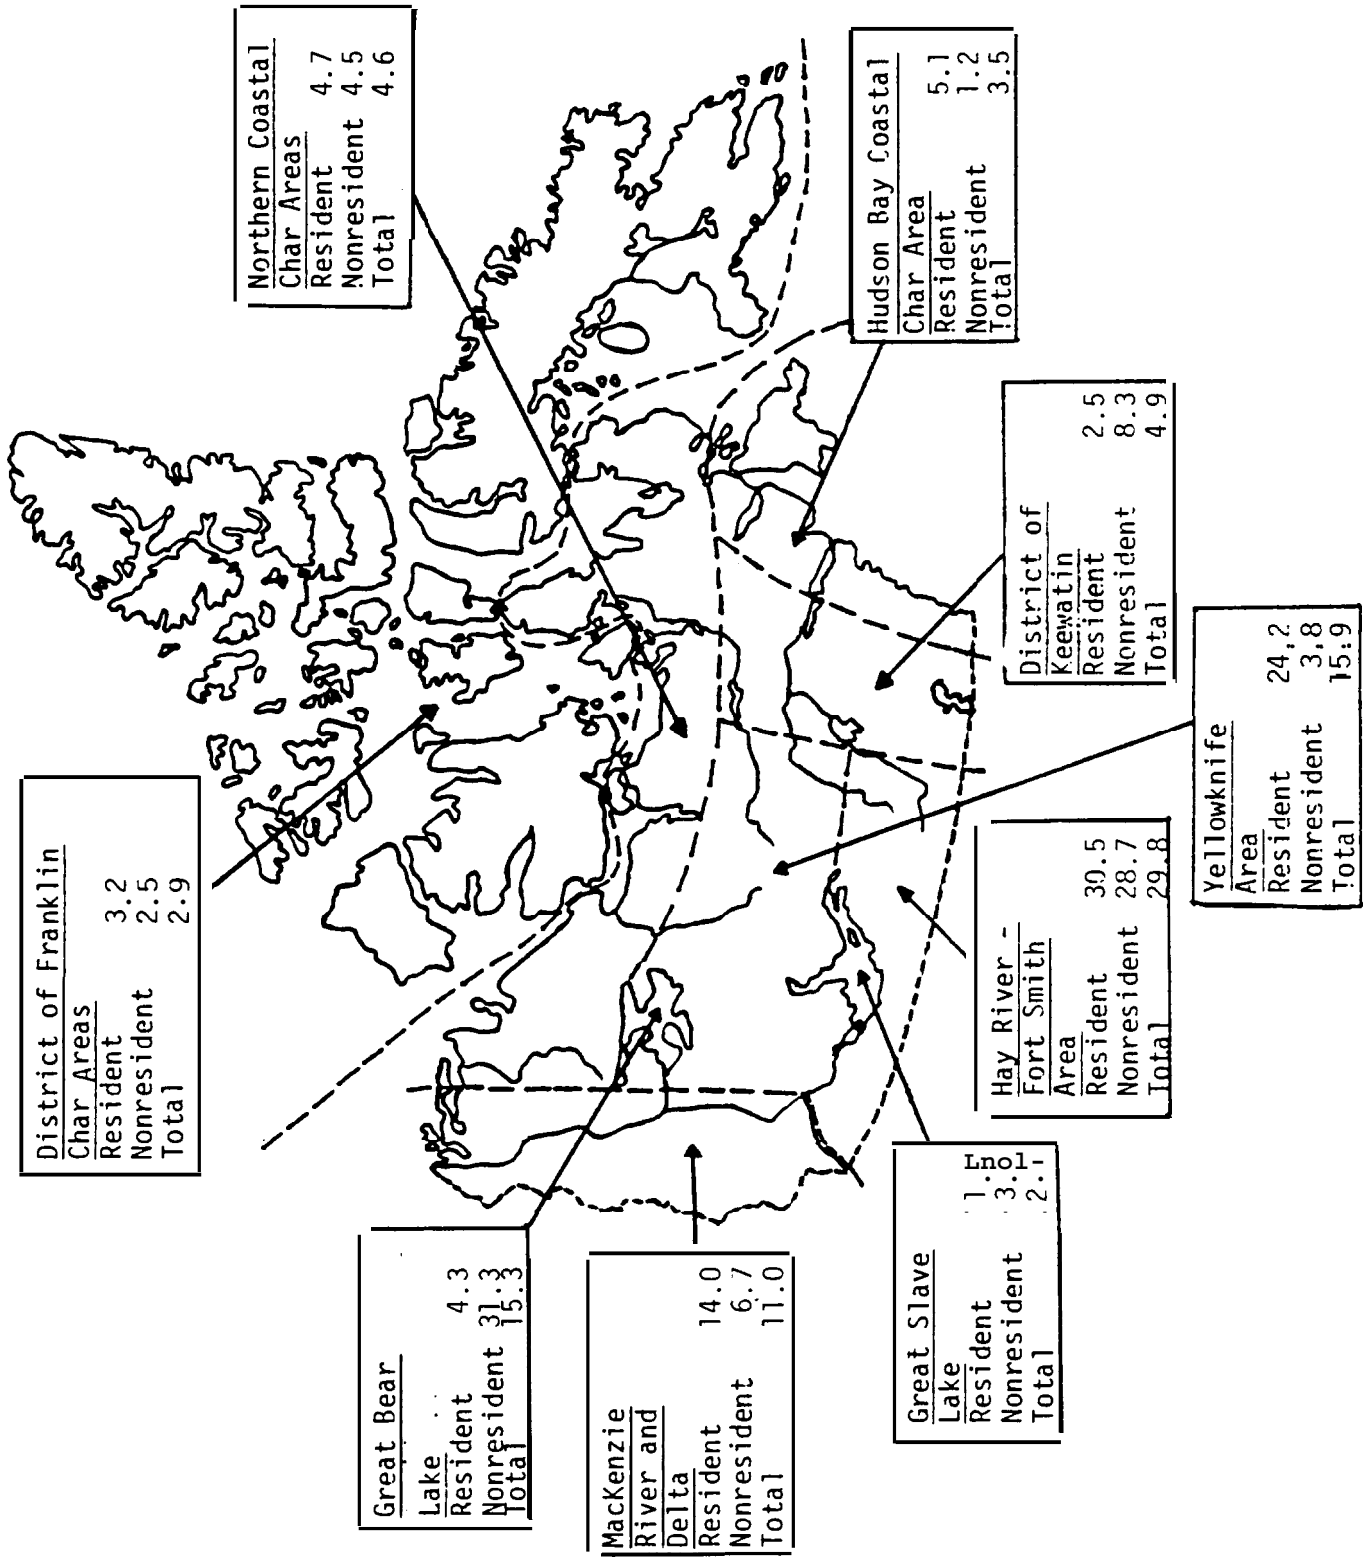 District of Franklin
Char Areas
Resident 3.2
Nonresident 2.5
Total 2.9
Northern Coastal
Char Areas
Resident 4.7
Nonresident 4.5
Total 4.6
Great Bear
Lake
Resident 4.3
Nonresident 31.3
Total 15.3
MacKenzie
River and
Delta
Resident 14.0
Nonresident 6.7
Total 11.0
Great Slave
Lake
Resident 1.
Nonresident 3.
Total 2.
Lnol-
Hay River -
Fort Smith
Area
Resident 30.5
Nonresident 28.7
Total 29.8
Yellowknife
Area
Resident 24,2
Nonresident 3,8
Total 15.9
District of
Keewatin
Resident 2.5
Nonresident 8.3
Total 4.9
Hudson Bay Coastal
Char Area
Resident 5.1
Nonresident 1.2
Total 3.5